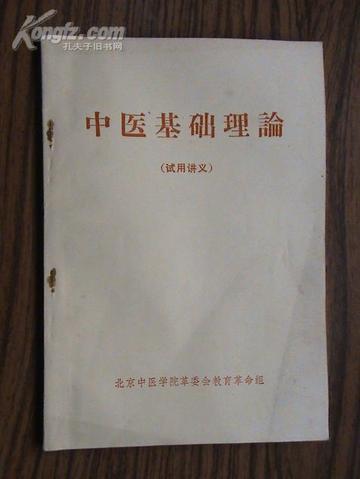 Kongfz.com
孔夫子旧书网
中医基础理論
(试用讲义)
北京中医学院革委会教育革命组